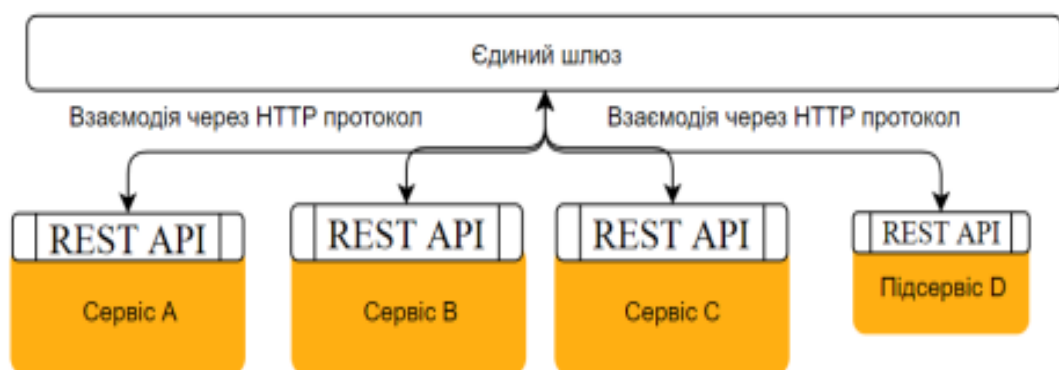 Єдиний шлюз
Взаємодія через HTTP протокол
Взаємодія через HTTP протокол
REST API
REST API
REST API
REST API
Сервіс A
Сервіс B
Сервіс C
Підсервіс D